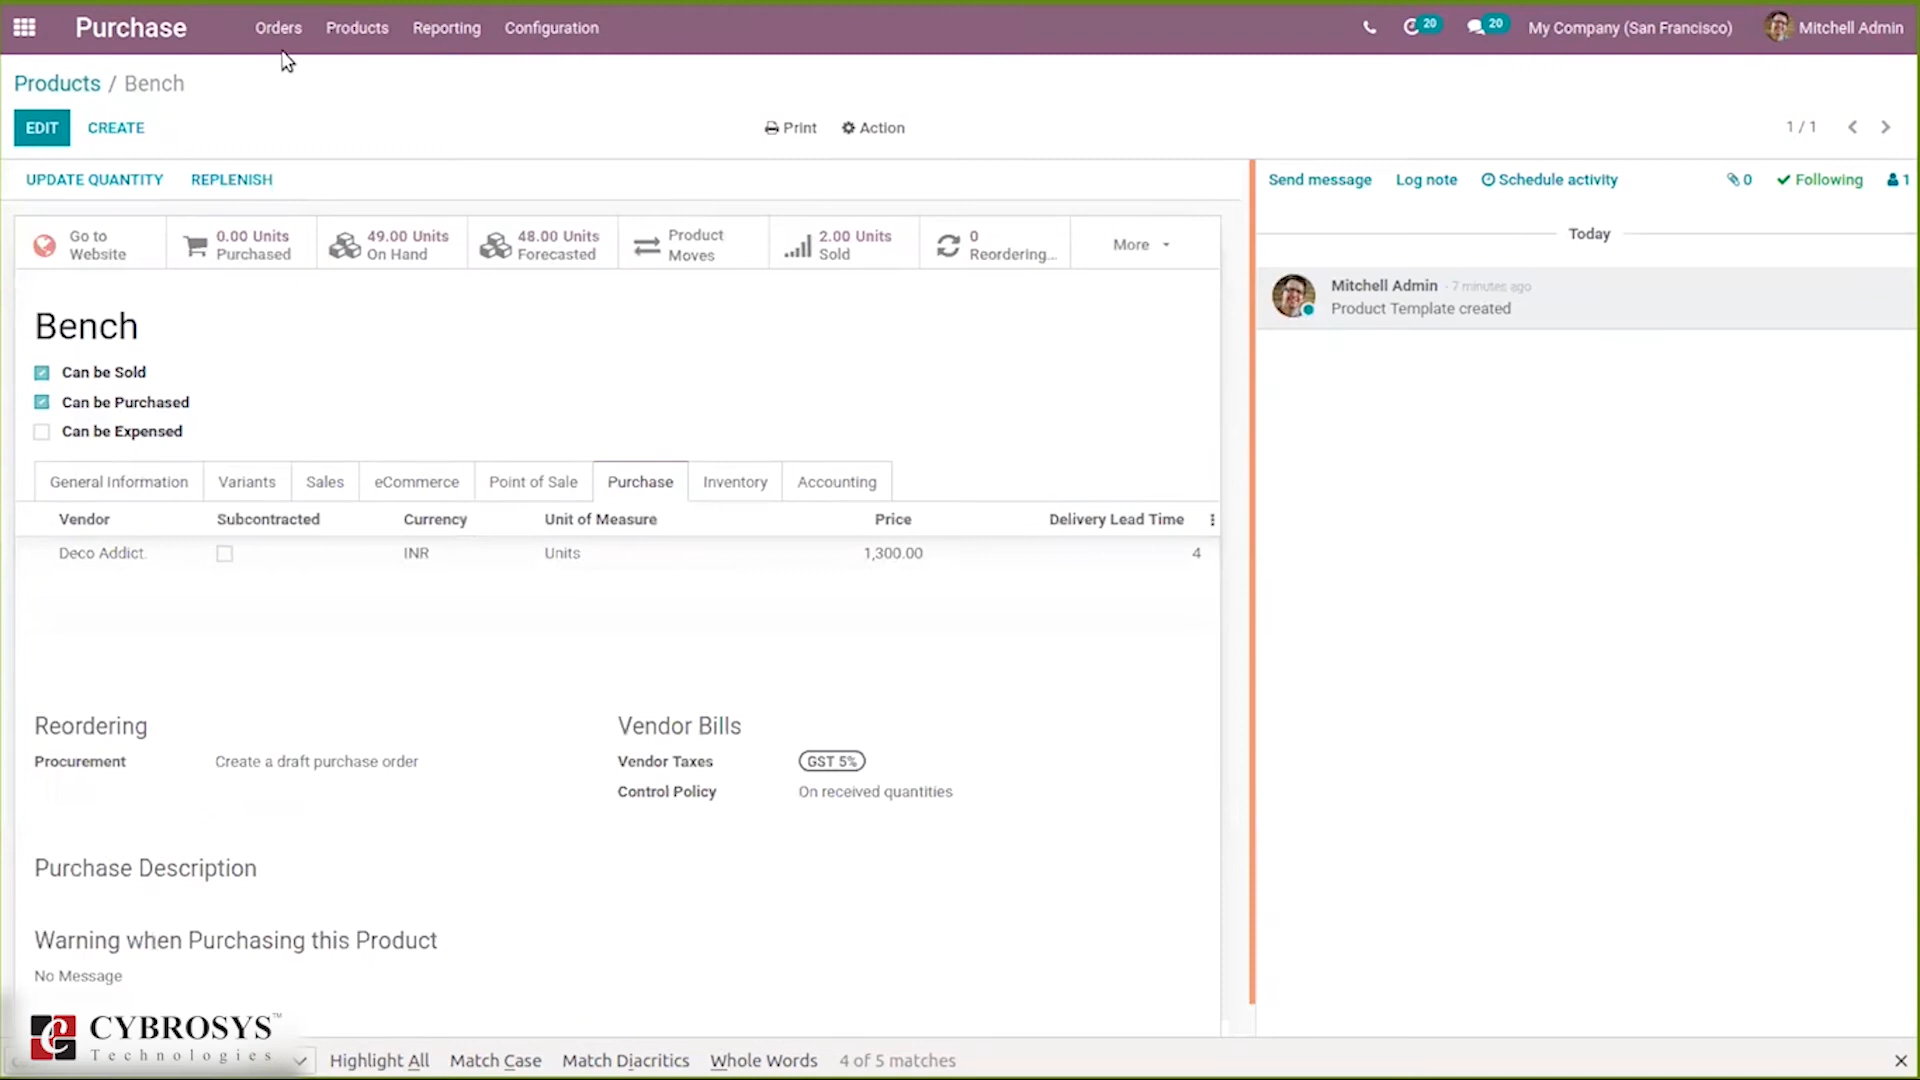 Purchase Orders Products Reporting Configuration 20 20 My Company (San Francisco) Mitchell Admin
Products / Bench
EDIT CREATE Print Action 1 / 1
UPDATE QUANTITY REPLENISH Send message Log note Schedule activity 0 Following 1
Go to Website
0.00 Units Purchased
49.00 Units On Hand
48.00 Units Forecasted
Product Moves
2.00 Units Sold
0 Reordering...
More
Today
Mitchell Admin - 7 minutes ago
Product Template created
Bench
Can be Sold
Can be Purchased
Can be Expensed
General Information Variants Sales eCommerce Point of Sale Purchase Inventory Accounting
Vendor Subcontracted Currency Unit of Measure Price Delivery Lead Time
Deco Addict. INR Units 1,300.00 4
Reordering
Procurement Create a draft purchase order
Vendor Bills
Vendor Taxes GST 5%
Control Policy On received quantities
Purchase Description
Warning when Purchasing this Product
No Message
CYBROSYS™
Technologies
Highlight All Match Case Match Diacritics Whole Words 4 of 5 matches